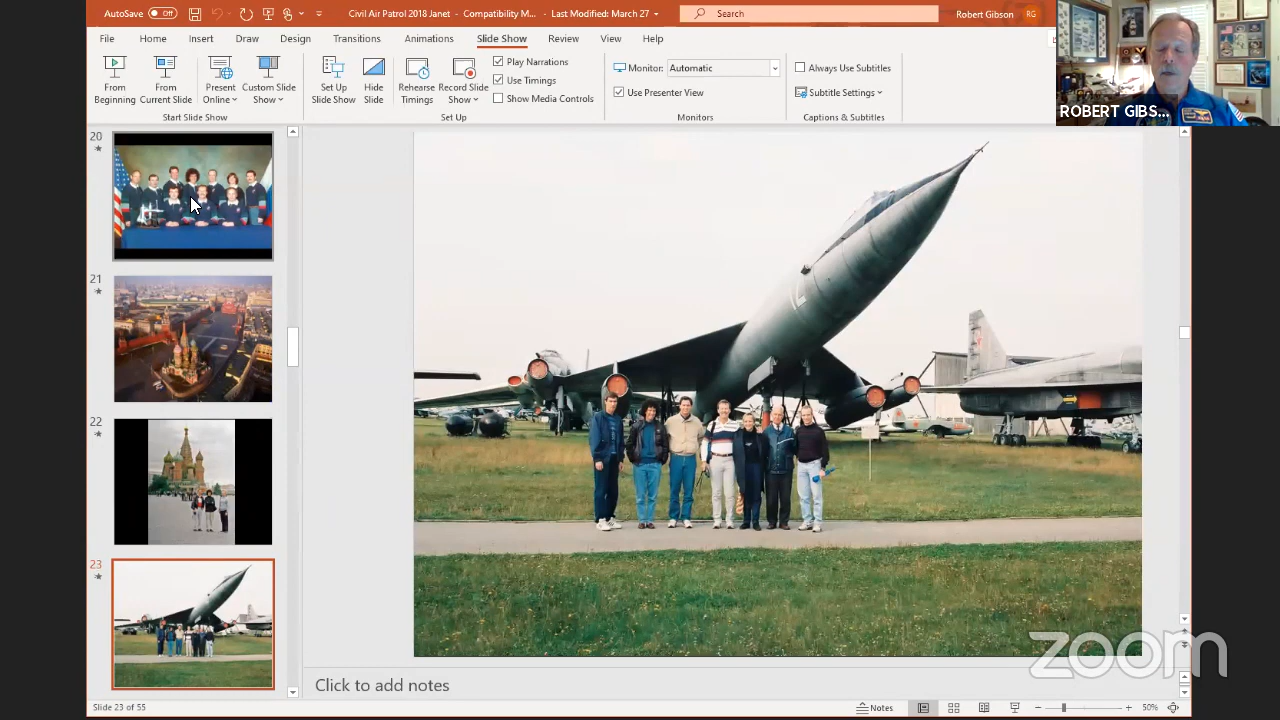 AutoSave Off Civil Air Patrol 2018 Janet - Compatibility M... - Last Modified: March 27 Search Robert Gibson RG
File Home Insert Draw Design Transitions Animations Slide Show Review View Help
From Beginning
From Current Slide
Present Online
Custom Slide Show
Start Slide Show
Set Up Slide Show
Hide Slide
Rehearse Timings
Record Slide Show
Play Narrations
Use Timings
Show Media Controls
Set Up
Monitor: Automatic
Use Presenter View
Monitors
Always Use Subtitles
Subtitle Settings
Captions & Subtitles
ROBERT GIBS...
20
21
22
23
zoom
Click to add notes
Slide 23 of 55 Notes 50%